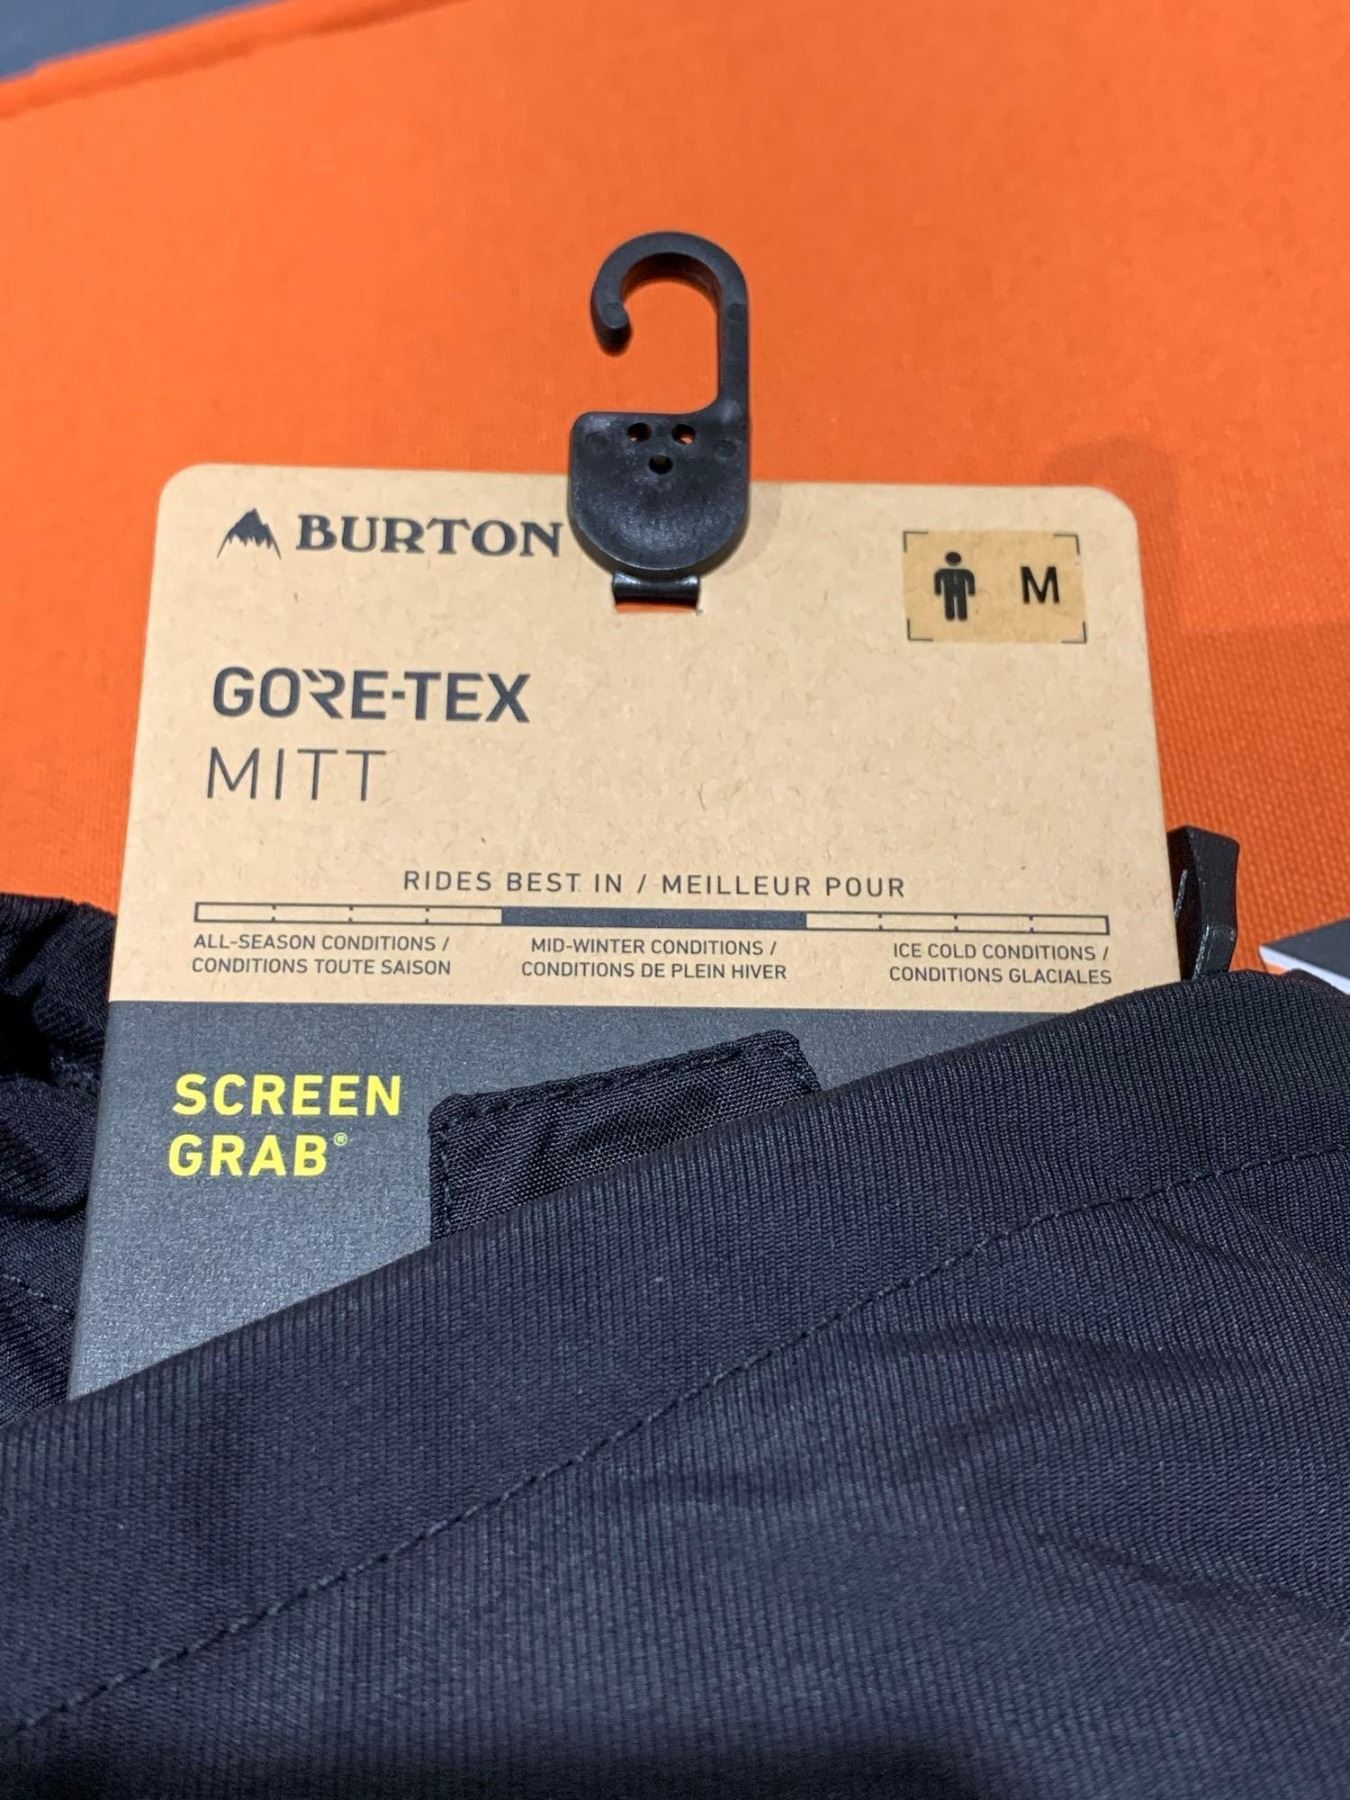 BURTON
M
GORE-TEX
MITT
RIDES BEST IN / MEILLEUR POUR
ALL-SEASON CONDITIONS /
CONDITIONS TOUTE SAISON
MID-WINTER CONDITIONS /
CONDITIONS DE PLEIN HIVER
ICE COLD CONDITIONS /
CONDITIONS GLACIALES
SCREEN
GRAB®